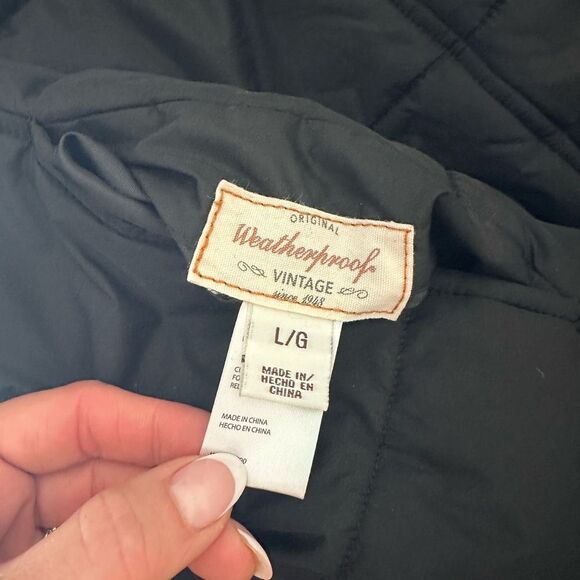 ORIGINAL
Weatherproof
VINTAGE
since 1948
L/G
MADE IN/
HECHO EN
CHINA
MADE IN CHINA
HECHO EN CHINA